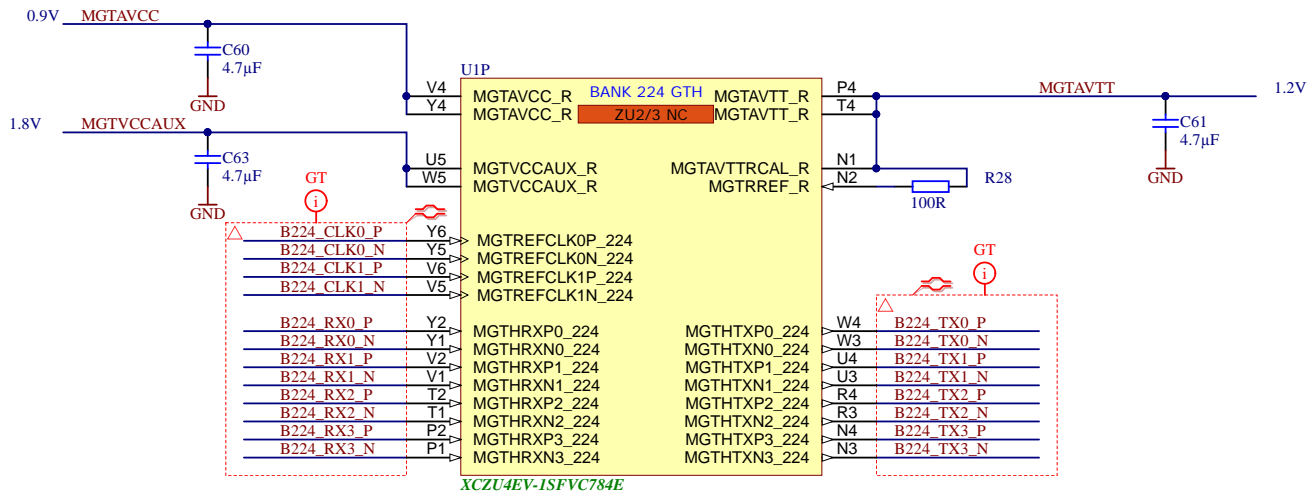 0.9V MGTAVCC
C60
4.7µF
GND
1.8V MGTVCCAUX
C63
4.7µF
GND
U1P
BANK 224 GTH
ZU2/3 NC
V4 MGTAVCC_R
Y4 MGTAVCC_R
U5 MGTVCCAUX_R
W5 MGTVCCAUX_R
MGTAVTT_R P4
MGTAVTT_R T4
MGTAVTT 1.2V
C61
4.7µF
GND
MGTAVTTRCAL_R N1
MGTRREF_R N2
R28
100R
GT
i
B224_CLK0_P Y6 MGTREFCLK0P_224
B224_CLK0_N Y5 MGTREFCLK0N_224
B224_CLK1_P V6 MGTREFCLK1P_224
B224_CLK1_N V5 MGTREFCLK1N_224
B224_RX0_P Y2 MGTHRXP0_224
B224_RX0_N Y1 MGTHRXN0_224
B224_RX1_P V2 MGTHRXP1_224
B224_RX1_N V1 MGTHRXN1_224
B224_RX2_P T2 MGTHRXP2_224
B224_RX2_N T1 MGTHRXN2_224
B224_RX3_P P2 MGTHRXP3_224
B224_RX3_N P1 MGTHRXN3_224
GT
i
MGTHTXP0_224 W4 B224_TX0_P
MGTHTXN0_224 W3 B224_TX0_N
MGTHTXP1_224 U4 B224_TX1_P
MGTHTXN1_224 U3 B224_TX1_N
MGTHTXP2_224 R4 B224_TX2_P
MGTHTXN2_224 R3 B224_TX2_N
MGTHTXP3_224 N4 B224_TX3_P
MGTHTXN3_224 N3 B224_TX3_N
XCZU4EV-1SFVC784E